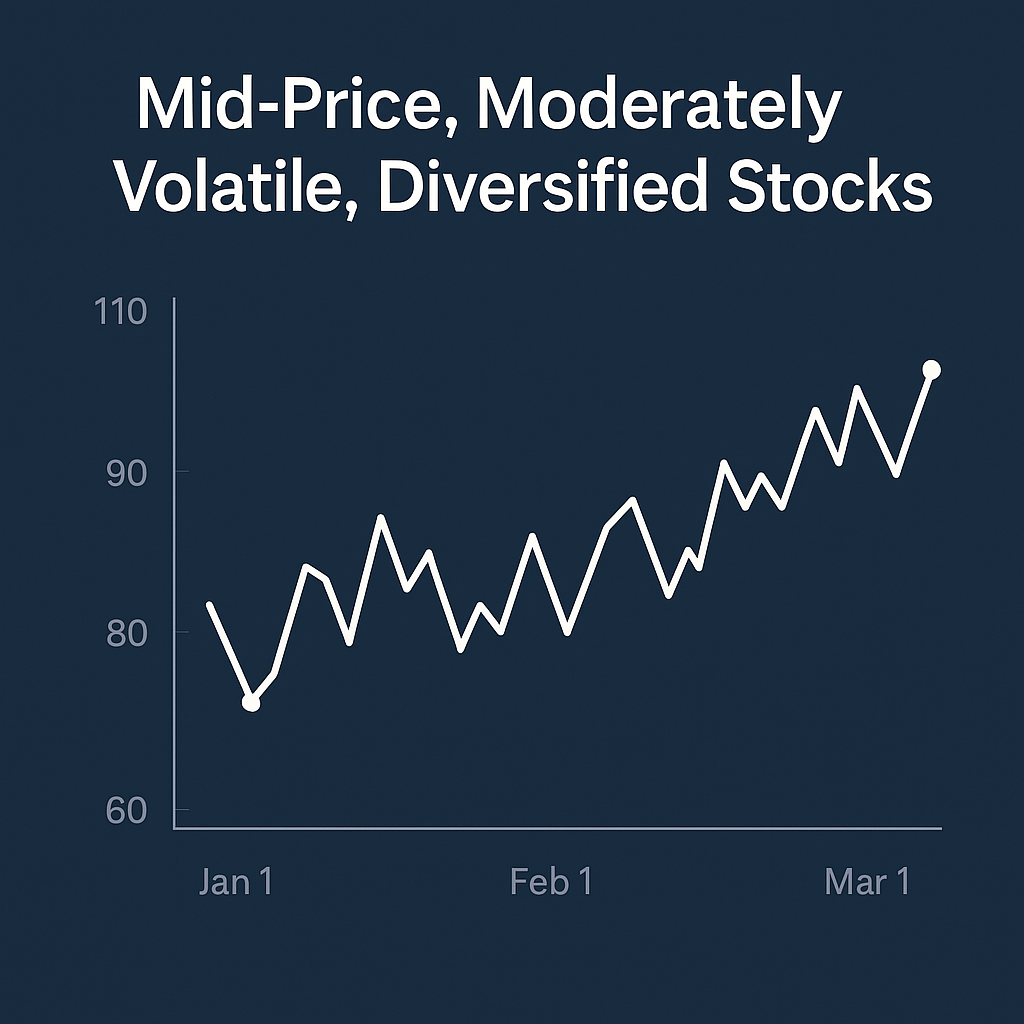 Mid-Price, Moderately
Volatile, Diversified Stocks
110
90
80
60
Jan 1 Feb 1 Mar 1